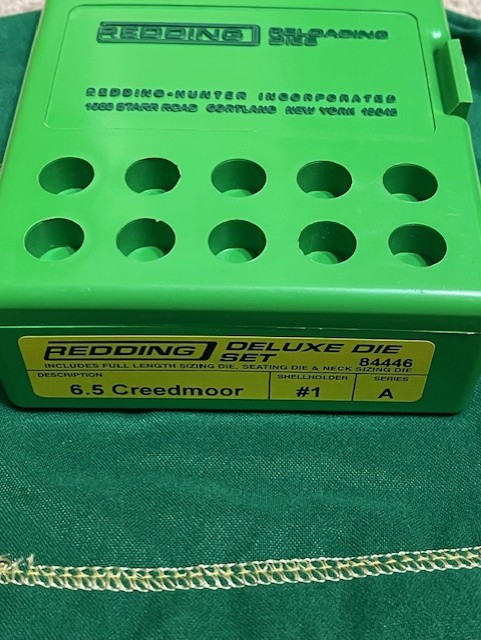 REDDING RELOADING
DIES
REDDING-HUNTER INCORPORATED
1089 STARR ROAD CORTLAND NEW YORK 13045
REDDING DELUXE DIE
SET 84446
INCLUDES FULL LENGTH SIZING DIE, SEATING DIE & NECK SIZING DIE
DESCRIPTION SHELLHOLDER SERIES
6.5 Creedmoor #1 A